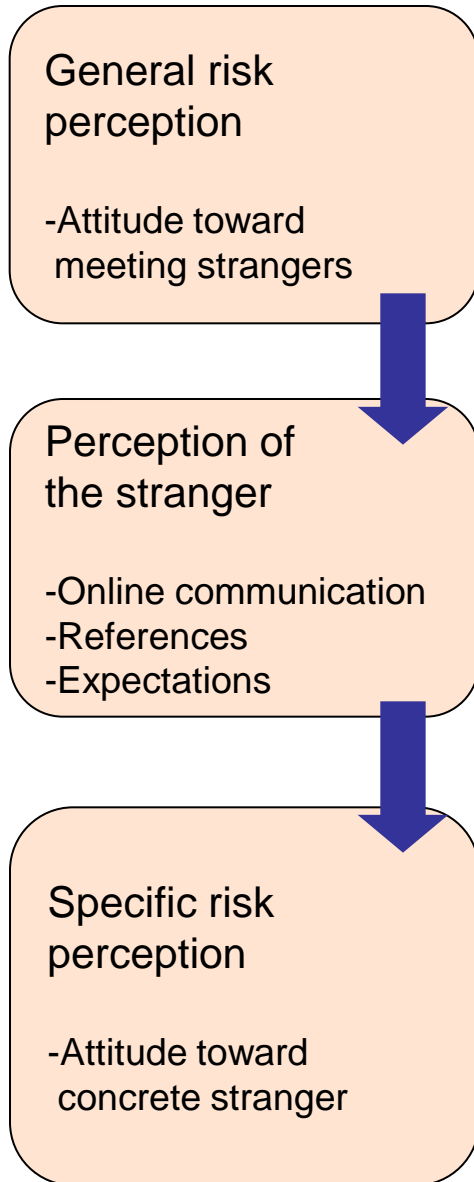 General risk
perception
-Attitude toward
meeting strangers
Perception of
the stranger
-Online communication
-References
-Expectations
Specific risk
perception
-Attitude toward
concrete stranger